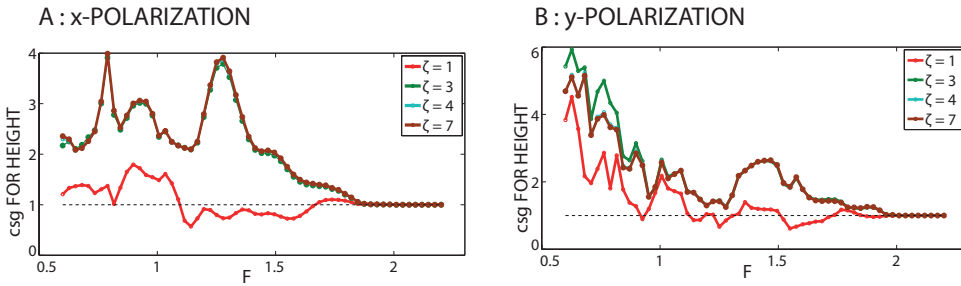 A : x-POLARIZATION
4
3
2
1
0
0.5
1
1.5
2
F
csg FOR HEIGHT
ζ = 1
ζ = 3
ζ = 4
ζ = 7
B : y-POLARIZATION
6
4
2
0
0.5
1
1.5
2
F
csg FOR HEIGHT
ζ = 1
ζ = 3
ζ = 4
ζ = 7